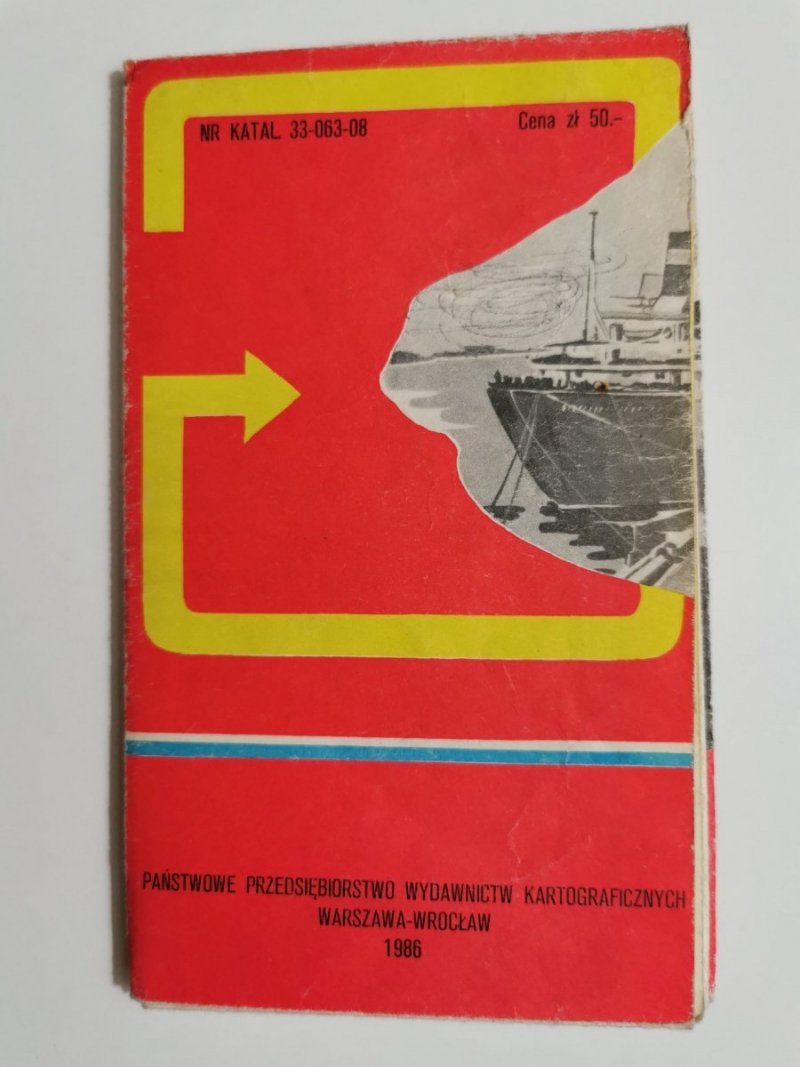 NR KATAL. 33-063-08
Cena zł 50.-
PAŃSTWOWE PRZEDSIĘBIORSTWO WYDAWNICTW KARTOGRAFICZNYCH
WARSZAWA-WROCŁAW
1986